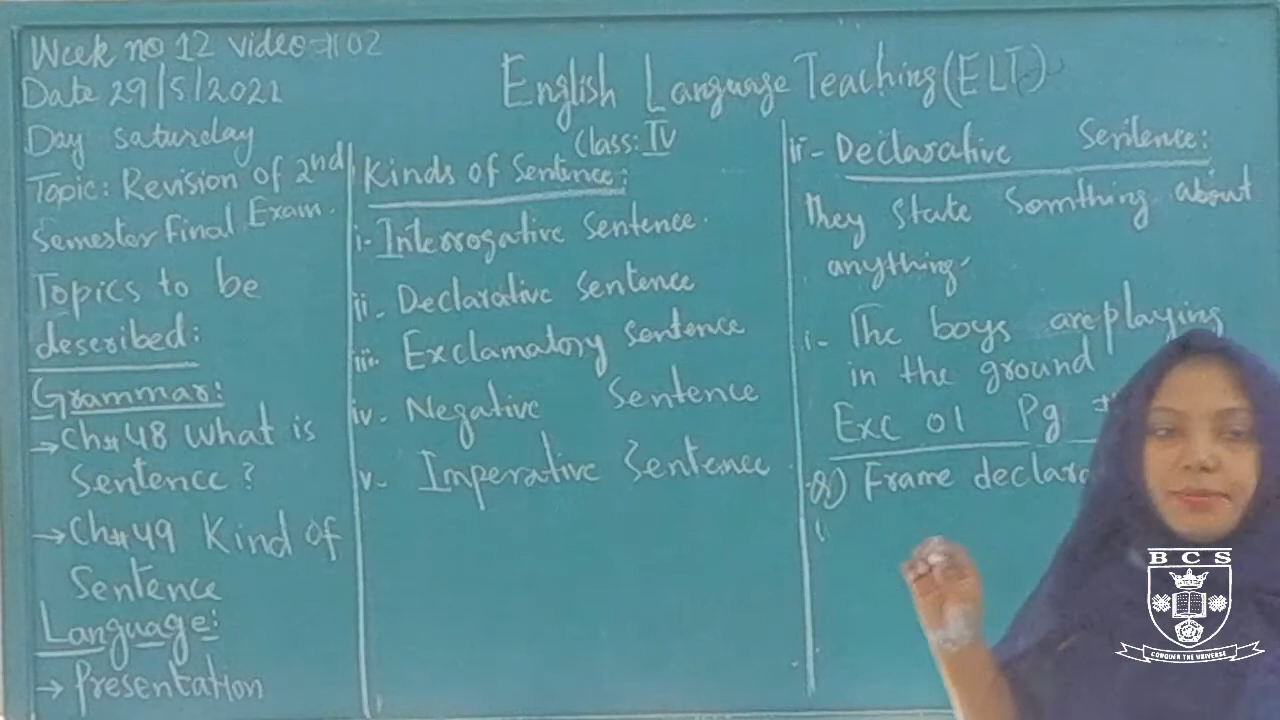 Week no 12 video #02
Date 29/5/2021
Day saturday
Topic: Revision of 2nd
Semester final Exam.
Topics to be
described:
Grammar:
→ Ch# 48 What is
Sentence?
→ Ch# 49 Kind of
Sentence
Language:
→ Presentation
English Language Teaching (ELT)
Class: IV
Kinds of Sentence:
i- Interrogative Sentence.
ii- Declarative Sentence
iii- Exclamatory Sentence
iv- Negative Sentence
v- Imperative Sentence
ii- Declarative Sentence:
They state Somthing about
anything.
i- The boys are playing
in the ground
Exc 01 Pg #
Q1) Frame declara
i
BCS
CONQUER THE UNIVERSE